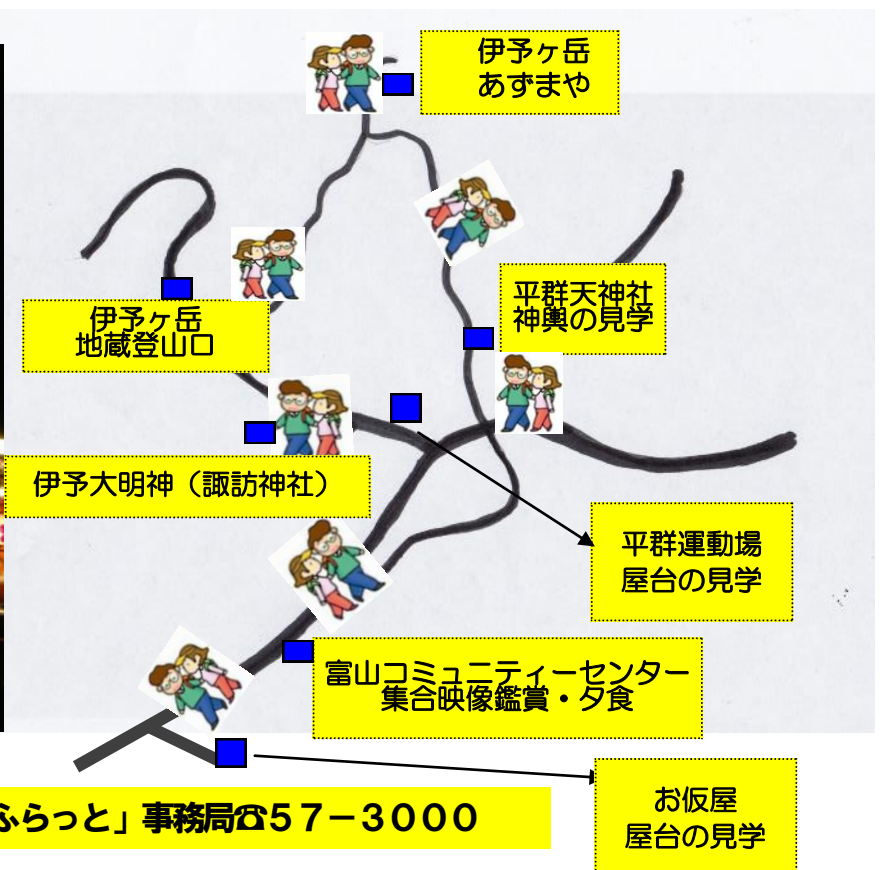 伊予ヶ岳
あずまや
平群天神社
神輿の見学
伊予ヶ岳
地蔵登山口
伊予大明神（諏訪神社）
平群運動場
屋台の見学
富山コミュニティーセンター
集合映像鑑賞・夕食
お仮屋
屋台の見学
ふらっと」事務局☎５７－３０００